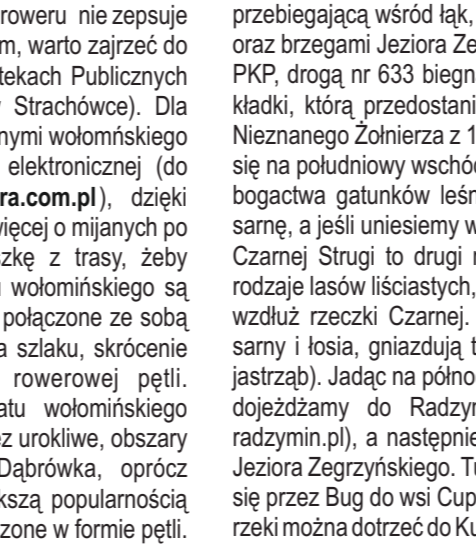 roweru nie zepsuje
m, warto zajrzeć do
tekach Publicznych
Strachówce). Dla
nymi wołomńskiego
elektronicznej (do
ra.com.pl), dzięki
więcej o mijanych po
szkę z trasy, żeby
u wołomińskiego są
połączone ze sobą
a szlaku, skrócenie
rowerowej pętli.
atu wołomińskiego
ez urokliwe, obszary
Dąbrówka, oprócz
kszą popularnością
zone w formie pętli.
przebiegającą wśród łąk,
oraz brzegami Jeziora Ze
PKP, drogą nr 633 biegn
kładki, którą przedostani
Nieznanego Żołnierza z 1
się na południowy wschó
bogactwa gatunków leśn
sarnę, a jeśli uniesiemy w
Czarnej Strugi to drugi r
rodzaje lasów liściastych,
wzdłuż rzeczki Czarnej.
sarny i łosia, gniazdują t
jastrząb). Jadąc na półno
dojeżdżamy do Radzyn
radzymin.pl), a następnie
Jeziora Zegrzyńskiego. Tu
się przez Bug do wsi Cup
rzeki można dotrzeć do Ku